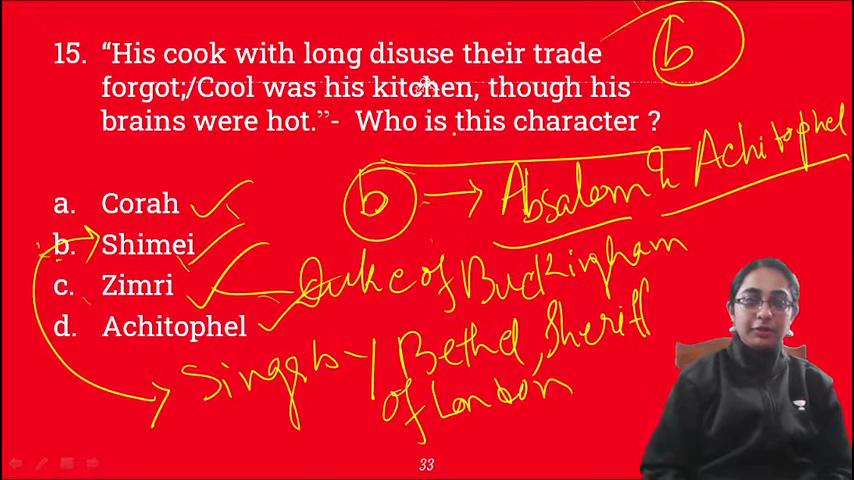 15. “His cook with long disuse their trade
forgot;/Cool was his kitchen, though his
brains were hot.”- Who is this character ?
b
a. Corah
b. Shimei
c. Zimri
d. Achitophel
b → Absalom & Achitophel
Duke of Buckingham
Bethel, Sheriff
of London
33